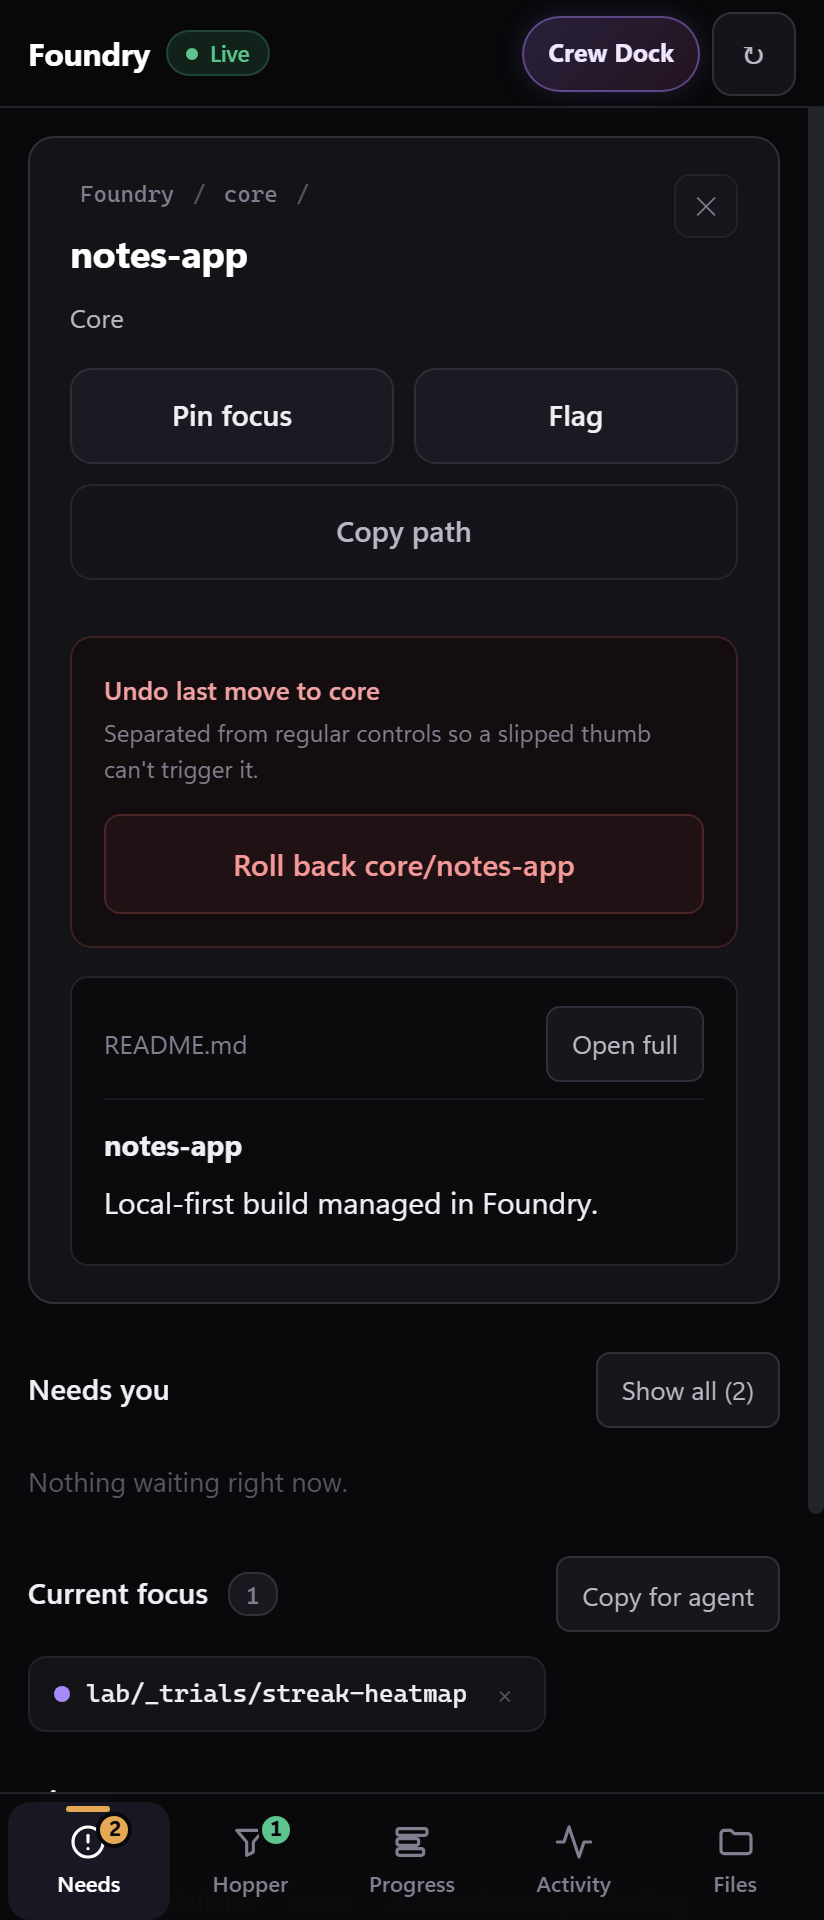 Foundry
Live
Crew Dock
Foundry / core /
notes-app
Core
Pin focus
Flag
Copy path
Undo last move to core
Separated from regular controls so a slipped thumb
can't trigger it.
Roll back core/notes-app
README.md
Open full
notes-app
Local-first build managed in Foundry.
Needs you
Show all (2)
Nothing waiting right now.
Current focus 1
Copy for agent
lab/_trials/streak-heatmap ×
2
1
Needs
Hopper
Progress
Activity
Files